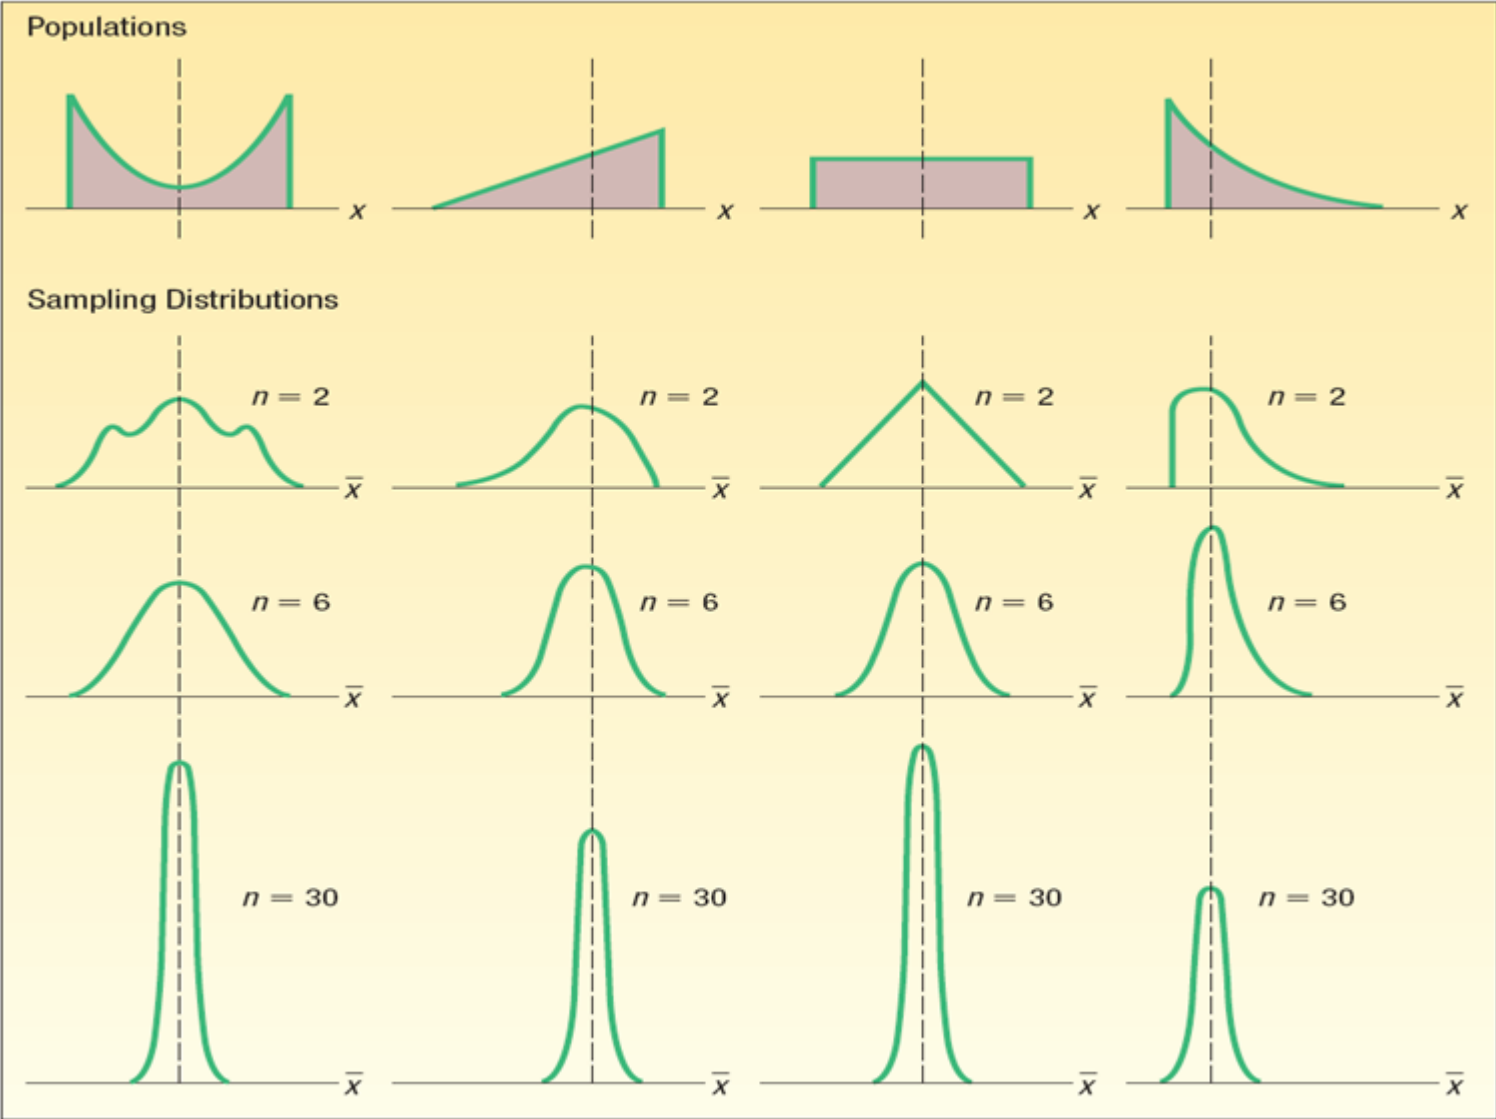 Populations
x x x x
Sampling Distributions
n = 2 n = 2 n = 2 n = 2
x̅ x̅ x̅ x̅
n = 6 n = 6 n = 6 n = 6
x̅ x̅ x̅ x̅
n = 30 n = 30 n = 30 n = 30
x̅ x̅ x̅ x̅